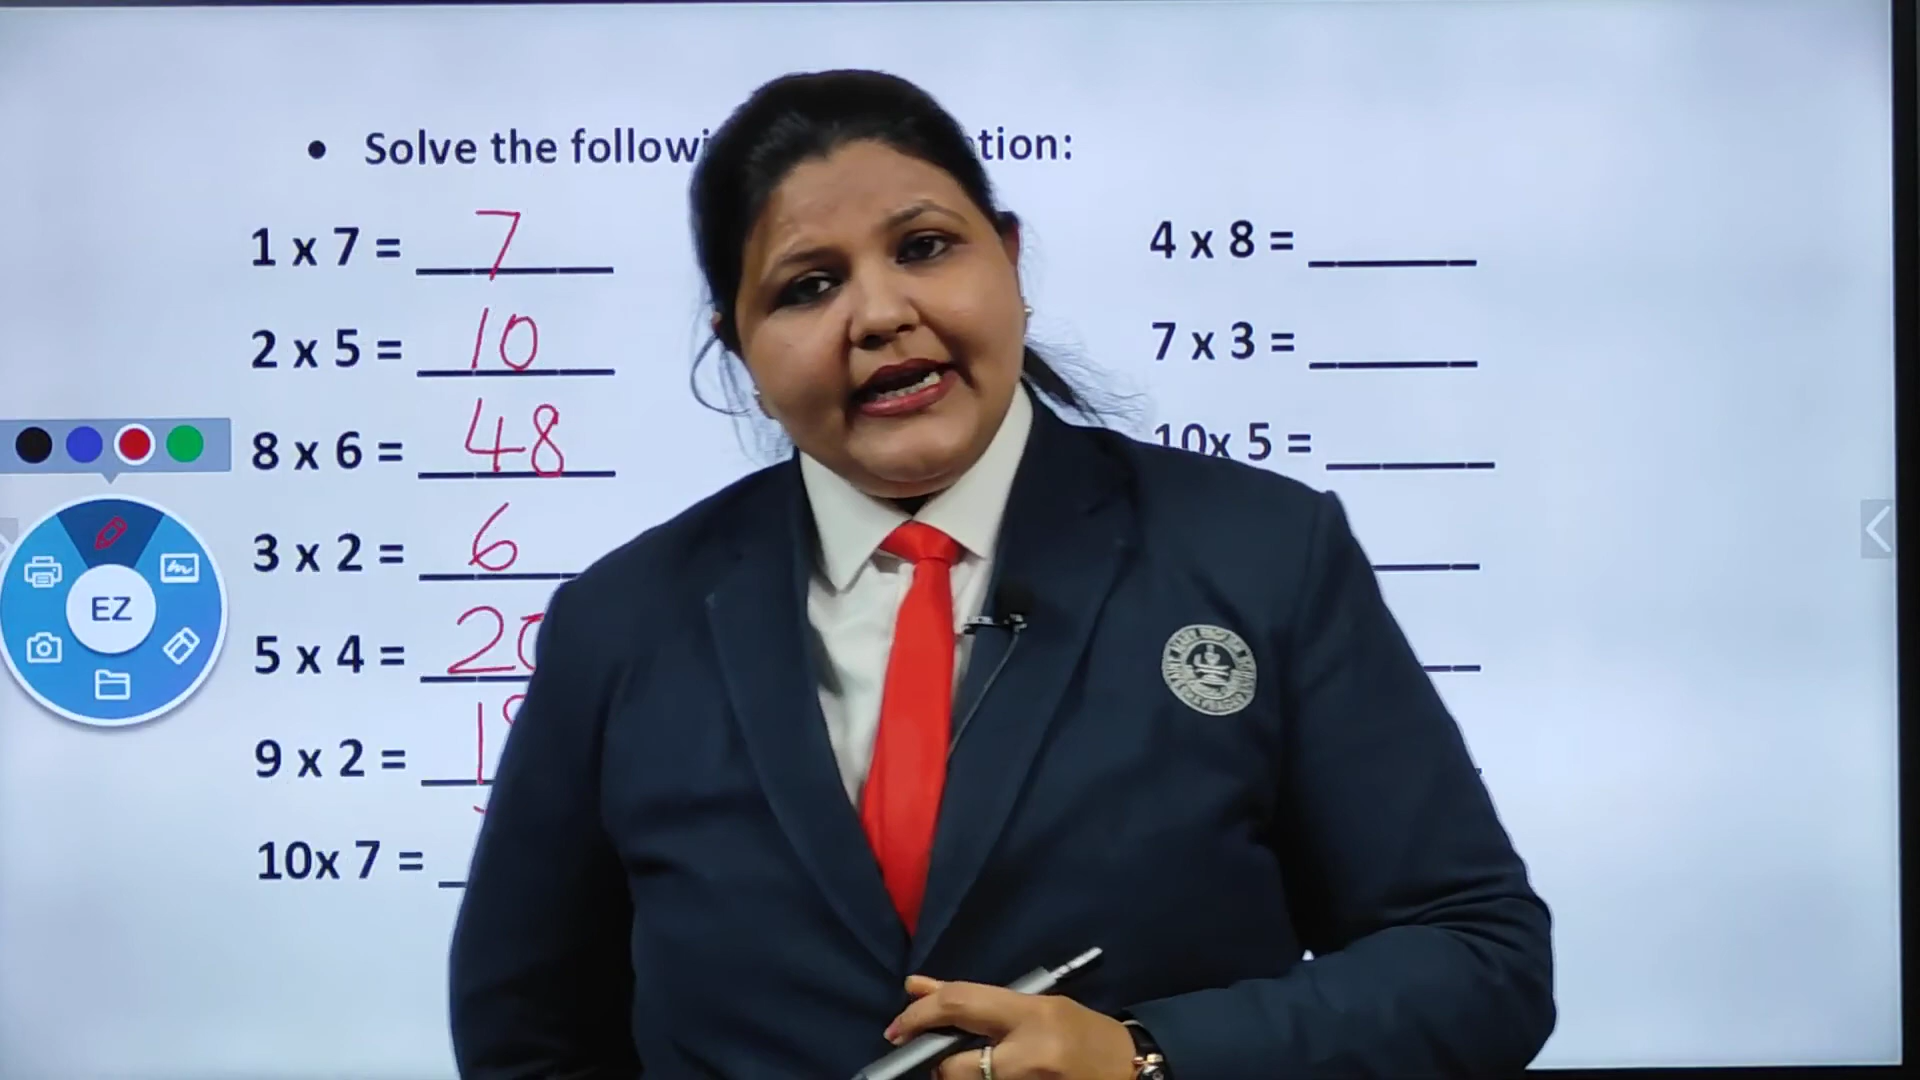 • Solve the
tion:
1 x 7 = 7
2 x 5 = 10
8 x 6 = 48
3 x 2 = 6
5 x 4 = 20
9 x 2 =
10x 7 =
4 x 8 =
7 x 3 =
10x 5 =
EZ